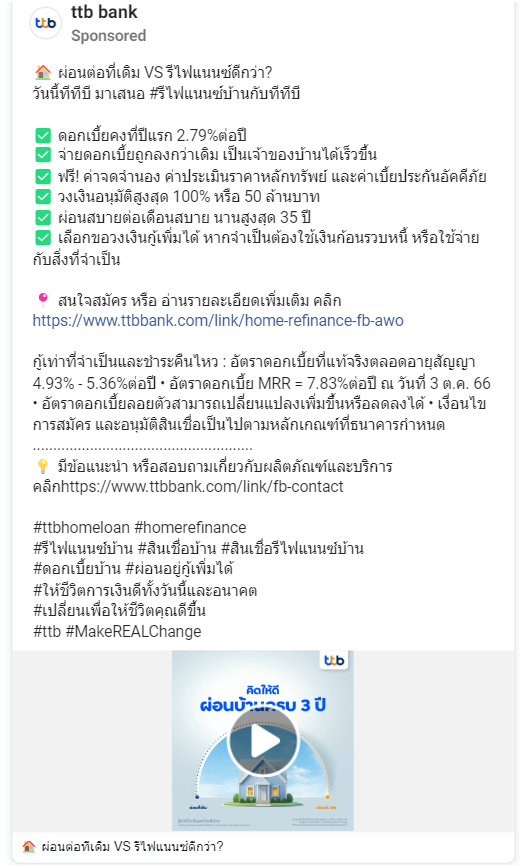 ttb
ttb bank
Sponsored
🏠 ผ่อนต่อที่เดิม VS รีไฟแนนซ์ดีกว่า?
วันนี้ทีทีบี มาเสนอ #รีไฟแนนซ์บ้านกับทีทีบี
✅ ดอกเบี้ยคงที่ปีแรก 2.79%ต่อปี
✅ จ่ายดอกเบี้ยถูกลงกว่าเดิม เป็นเจ้าของบ้านได้เร็วขึ้น
✅ ฟรี! ค่าจดจำนอง ค่าประเมินราคาหลักทรัพย์ และค่าเบี้ยประกันอัคคีภัย
✅ วงเงินอนุมัติสูงสุด 100% หรือ 50 ล้านบาท
✅ ผ่อนสบายต่อเดือนสบาย นานสูงสุด 35 ปี
✅ เลือกขอวงเงินกู้เพิ่มได้ หากจำเป็นต้องใช้เงินก้อนรวบหนี้ หรือใช้จ่าย
กับสิ่งที่จำเป็น
📍 สนใจสมัคร หรือ อ่านรายละเอียดเพิ่มเติม คลิก
https://www.ttbbank.com/link/home-refinance-fb-awo
กู้เท่าที่จำเป็นและชำระคืนไหว : อัตราดอกเบี้ยที่แท้จริงตลอดอายุสัญญา
4.93% - 5.36%ต่อปี • อัตราดอกเบี้ย MRR = 7.83%ต่อปี ณ วันที่ 3 ต.ค. 66
• อัตราดอกเบี้ยลอยตัวสามารถเปลี่ยนแปลงเพิ่มขึ้นหรือลดลงได้ • เงื่อนไข
การสมัคร และอนุมัติสินเชื่อเป็นไปตามหลักเกณฑ์ที่ธนาคารกำหนด
......................................................
💡 มีข้อแนะนำ หรือสอบถามเกี่ยวกับผลิตภัณฑ์และบริการ
คลิกhttps://www.ttbbank.com/link/fb-contact
#ttbhomeloan #homerefinance
#รีไฟแนนซ์บ้าน #สินเชื่อบ้าน #สินเชื่อรีไฟแนนซ์บ้าน
#ดอกเบี้ยบ้าน #ผ่อนอยู่กู้เพิ่มได้
#ให้ชีวิตการเงินดีทั้งวันนี้และอนาคต
#เปลี่ยนเพื่อให้ชีวิตคุณดีขึ้น
#ttb #MakeREALChange
ttb
คิดให้ดี
ผ่อนบ้านครบ 3 ปี
🏠 ผ่อนต่อที่เดิม VS รีไฟแนนซ์ดีกว่า?